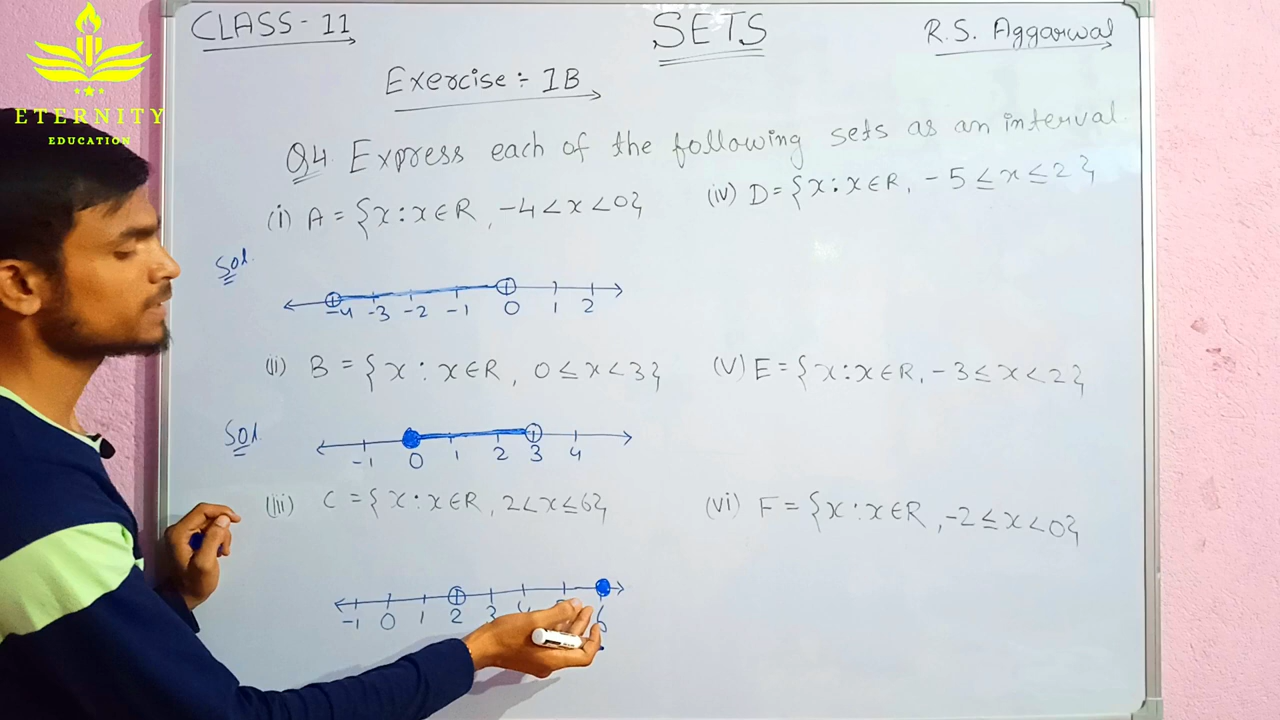 ETERNITY
EDUCATION
CLASS-11
SETS
R.S. Aggarwal
Exercise:- 1B
Q4. Express each of the following sets as an interval.
(i) A = {x : x ∈ R, -4 < x < 0}
(iv) D = {x : x ∈ R, -5 ≤ x ≤ 2}
Sol.
-4 -3 -2 -1 0 1 2
(ii) B = {x : x ∈ R, 0 ≤ x < 3}
(v) E = {x : x ∈ R, -3 ≤ x < 2}
Sol.
-1 0 1 2 3 4
(iii) C = {x : x ∈ R, 2 < x ≤ 6}
(vi) F = {x : x ∈ R, -2 ≤ x < 0}
-1 0 1 2 3 6